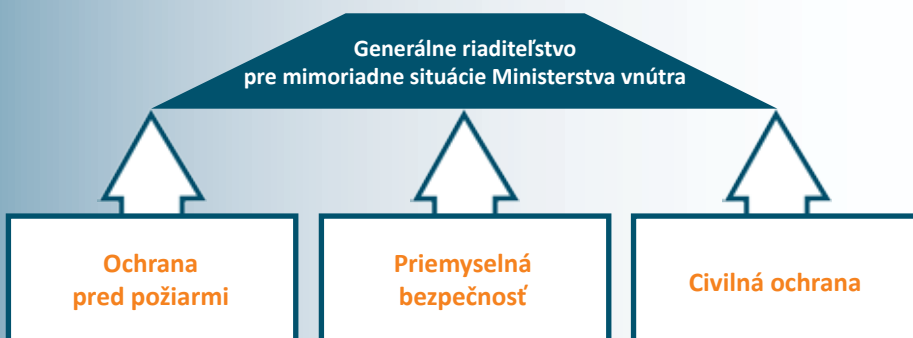 Generálne riaditeľstvo
pre mimoriadne situácie Ministerstva vnútra
Ochrana
pred požiarmi
Priemyselná
bezpečnosť
Civilná ochrana